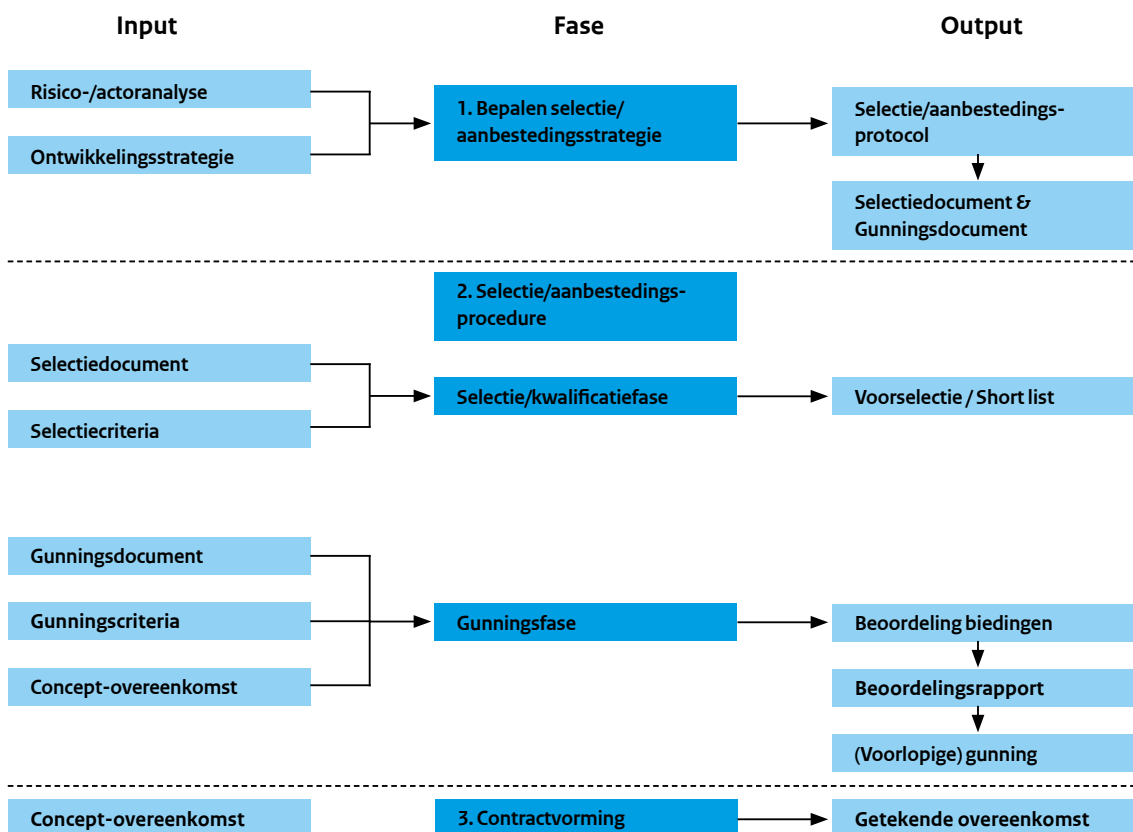 Input
Fase
Output
Risico-/actoranalyse
Ontwikkelingsstrategie
1. Bepalen selectie/
aanbestedingsstrategie
Selectie/aanbestedings-
protocol
Selectiedocument &
Gunningsdocument
2. Selectie/aanbestedings-
procedure
Selectiedocument
Selectiecriteria
Selectie/kwalificatiefase
Voorselectie / Short list
Gunningsdocument
Gunningscriteria
Concept-overeenkomst
Gunningsfase
Beoordeling biedingen
Beoordelingsrapport
(Voorlopige) gunning
Concept-overeenkomst
3. Contractvorming
Getekende overeenkomst